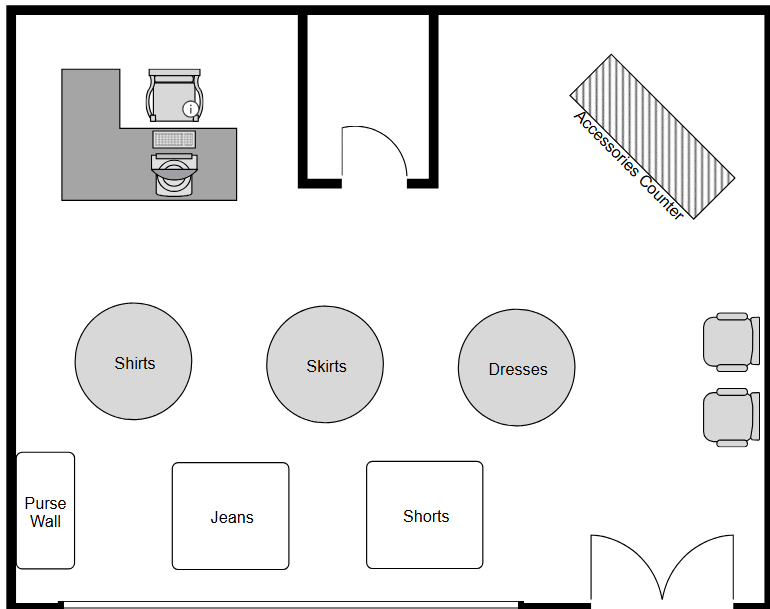 i
Accessories Counter
Shirts
Skirts
Dresses
Purse
Wall
Jeans
Shorts